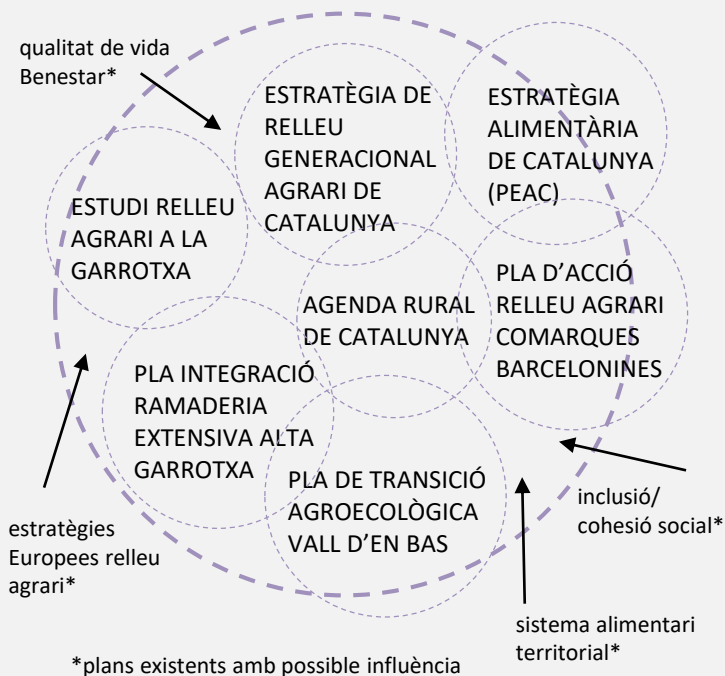 qualitat de vida
Benestar*
ESTRATÈGIA DE
RELLEU
GENERACIONAL
AGRARI DE
CATALUNYA
ESTRATÈGIA
ALIMENTÀRIA
DE CATALUNYA
(PEAC)
ESTUDI RELLEU
AGRARI A LA
GARROTXA
AGENDA RURAL
DE CATALUNYA
PLA D’ACCIÓ
RELLEU AGRARI
COMARQUES
BARCELONINES
PLA INTEGRACIÓ
RAMADERIA
EXTENSIVA ALTA
GARROTXA
PLA DE TRANSICIÓ
AGROECOLÒGICA
VALL D’EN BAS
inclusió/
cohesió social*
estratègies
Europees relleu
agrari*
sistema alimentari
territorial*
*plans existents amb possible influència